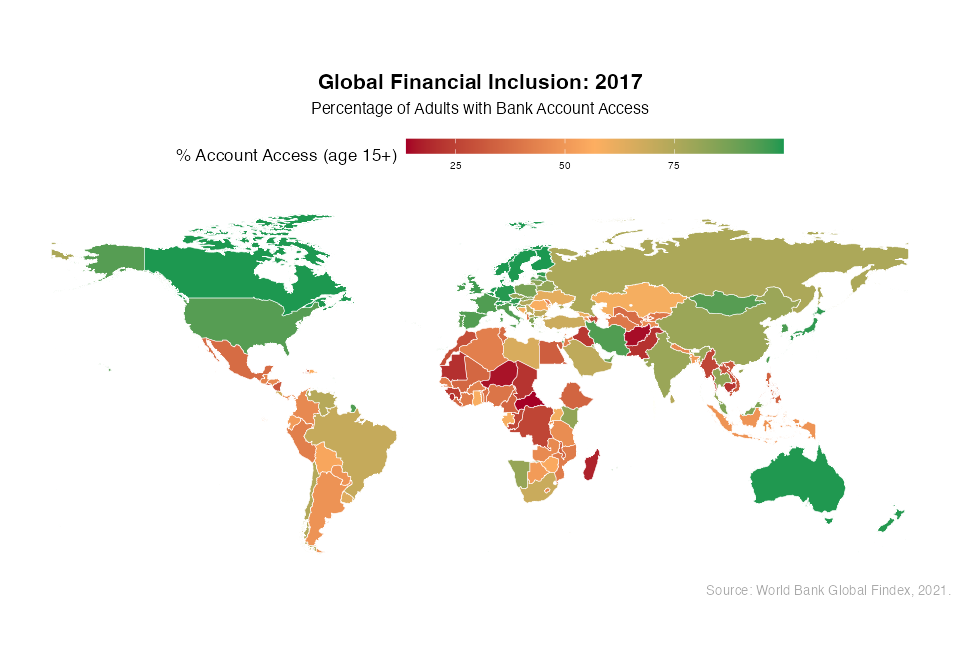 Global Financial Inclusion: 2017
Percentage of Adults with Bank Account Access
% Account Access (age 15+)
25 50 75
Source: World Bank Global Findex, 2021.